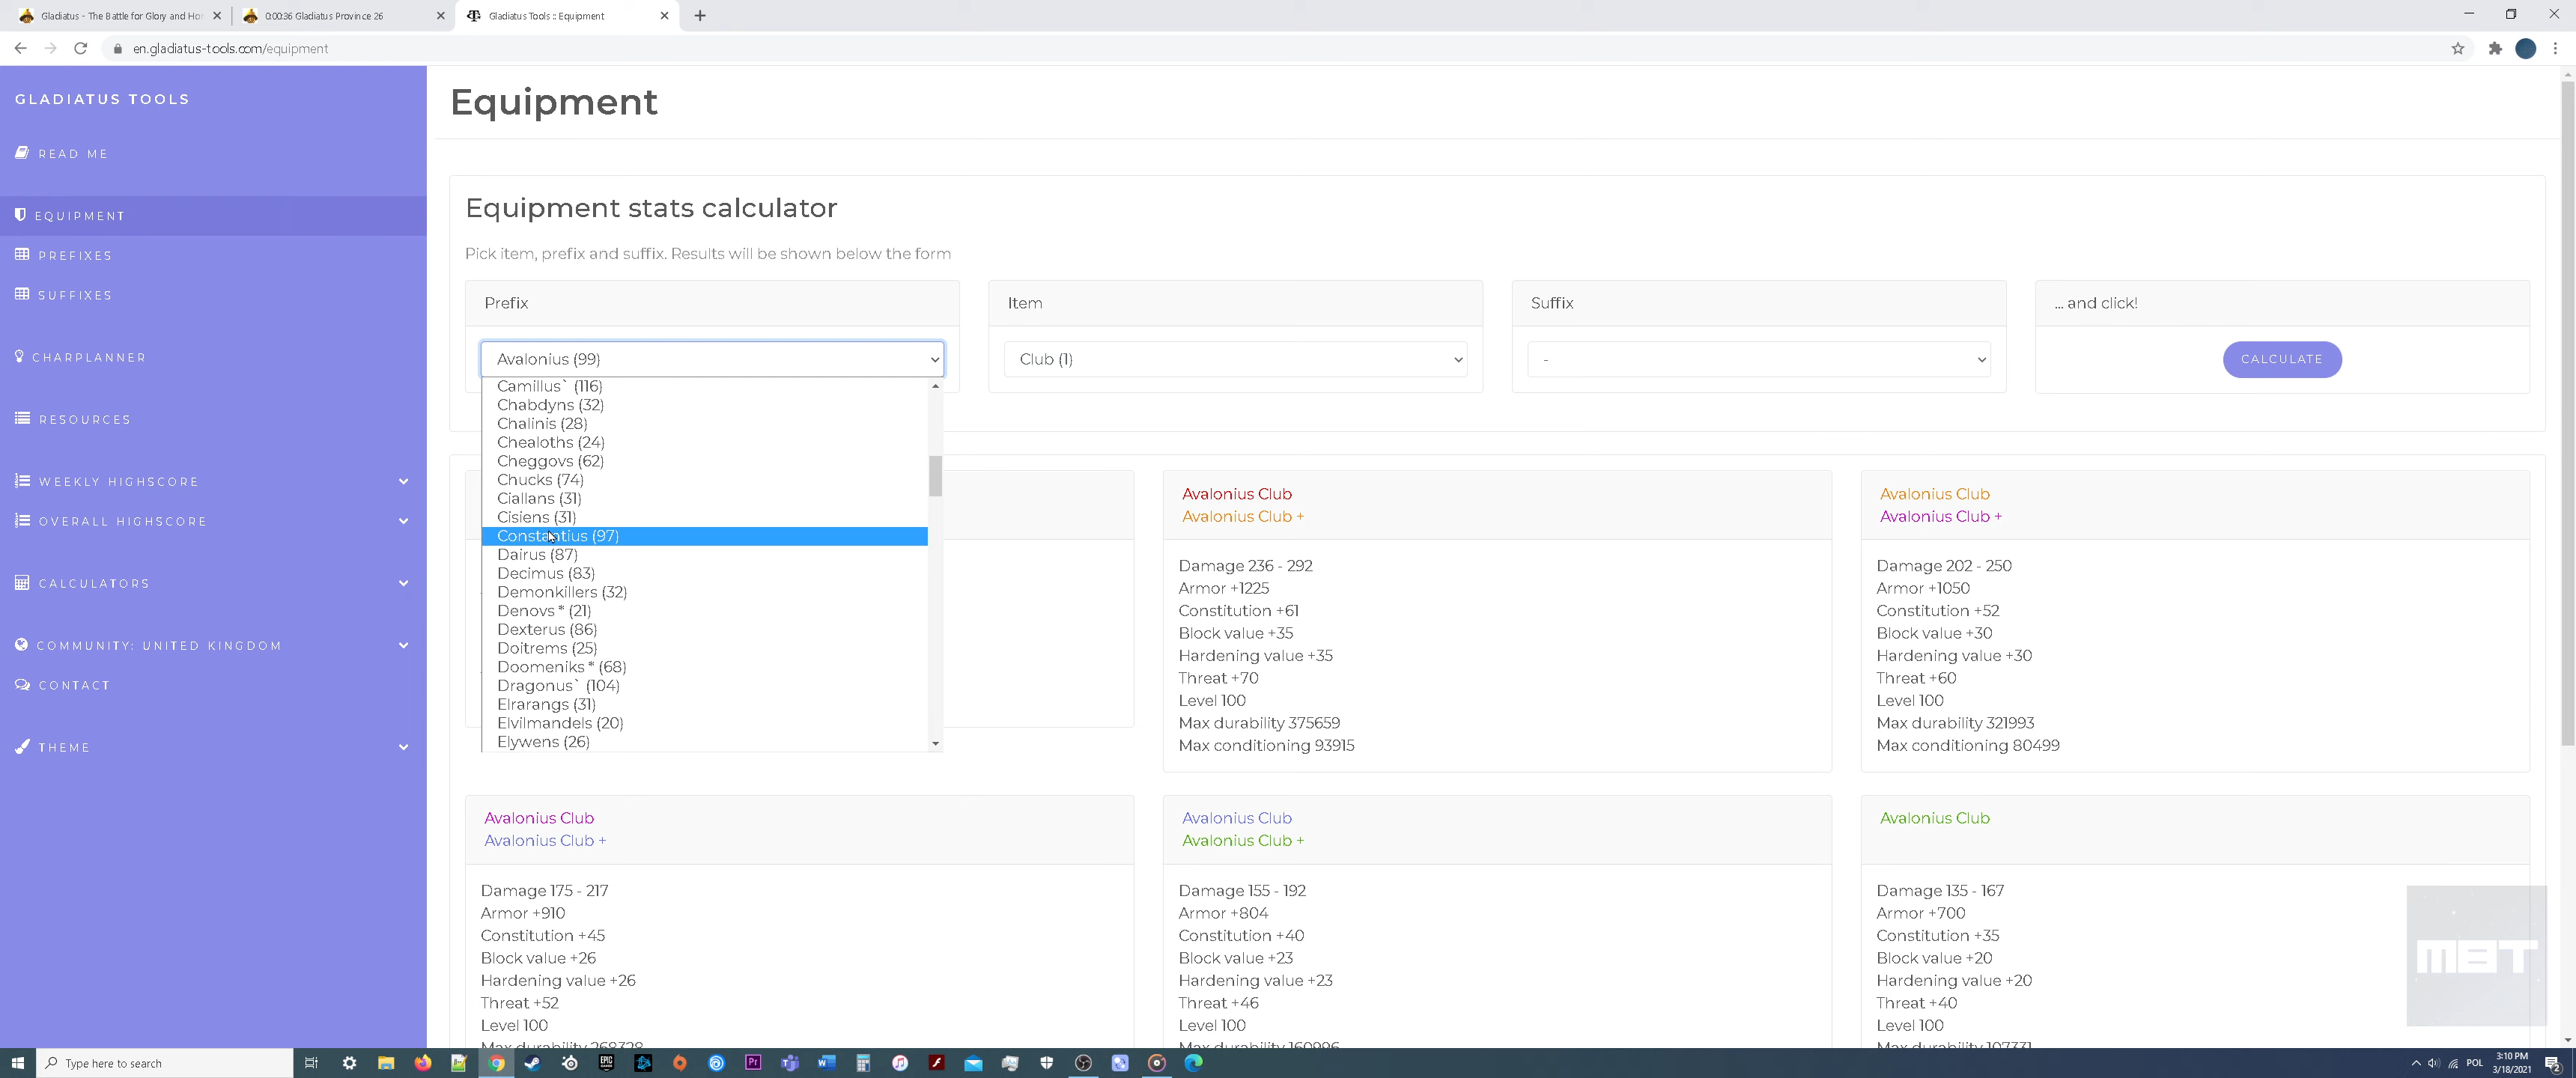 Gladiatus - The Battle for Glory and Hon
0:00:36 Gladiatus Province 26
Gladiatus Tools :: Equipment
en.gladiatus-tools.com/equipment
GLADIATUS TOOLS
READ ME
EQUIPMENT
PREFIXES
SUFFIXES
CHARPLANNER
RESOURCES
WEEKLY HIGHSCORE
OVERALL HIGHSCORE
CALCULATORS
COMMUNITY: UNITED KINGDOM
CONTACT
THEME
Equipment
Equipment stats calculator
Pick item, prefix and suffix. Results will be shown below the form
Prefix
Item
Suffix
... and click!
Avalonius (99)
Club (1)
-
CALCULATE
Camillus` (116)
Chabdyns (32)
Chalinis (28)
Chealoths (24)
Cheggovs (62)
Chucks (74)
Ciallans (31)
Cisiens (31)
Constantius (97)
Dairus (87)
Decimus (83)
Demonkillers (32)
Denovs * (21)
Dexterus (86)
Doitrems (25)
Doomeniks * (68)
Dragonus` (104)
Elrarangs (31)
Elvilmandels (20)
Elywens (26)
Avalonius Club
Avalonius Club +
Damage 236 - 292
Armor +1225
Constitution +61
Block value +35
Hardening value +35
Threat +70
Level 100
Max durability 375659
Max conditioning 93915
Avalonius Club
Avalonius Club +
Damage 202 - 250
Armor +1050
Constitution +52
Block value +30
Hardening value +30
Threat +60
Level 100
Max durability 321993
Max conditioning 80499
Avalonius Club
Avalonius Club +
Damage 175 - 217
Armor +910
Constitution +45
Block value +26
Hardening value +26
Threat +52
Level 100
Max durability 268328
Avalonius Club
Avalonius Club +
Damage 155 - 192
Armor +804
Constitution +40
Block value +23
Hardening value +23
Threat +46
Level 100
Max durability 160996
Avalonius Club
Damage 135 - 167
Armor +700
Constitution +35
Block value +20
Hardening value +20
Threat +40
Level 100
Max durability 107331
MBT
Type here to search
POL
3:10 PM
3/18/2021
2